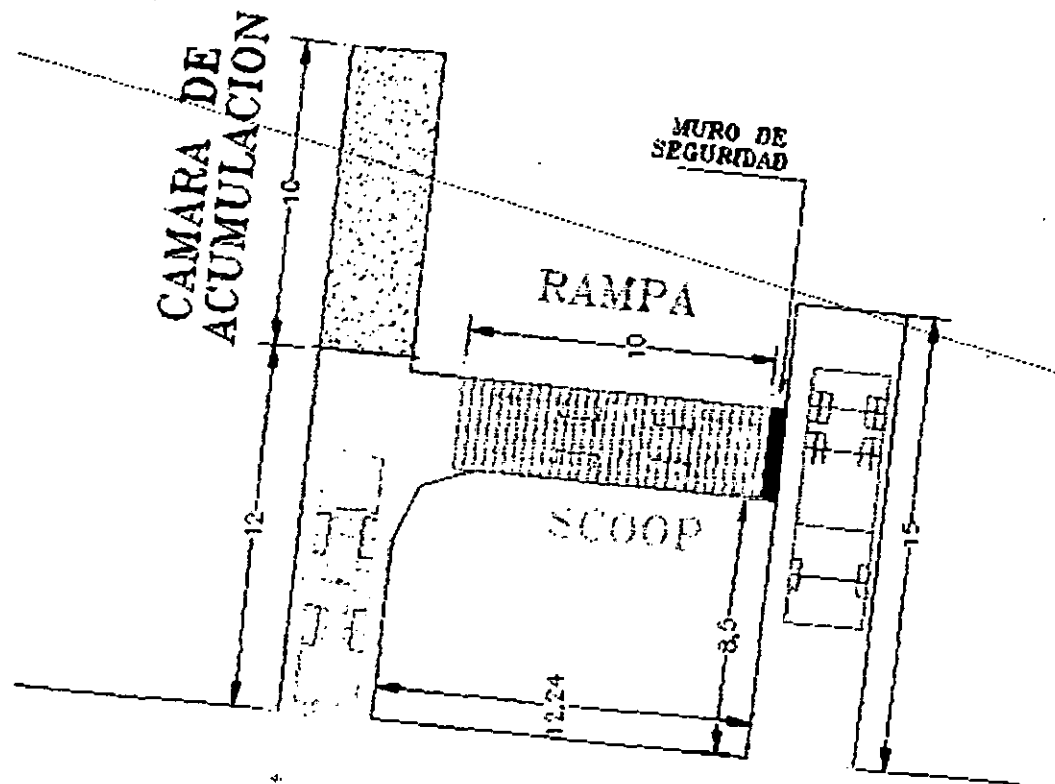 CAMARA DE
ACUMULACION
10
MURO DE
SEGURIDAD
RAMPA
10
SCOOP
12
15
8,5
12,24